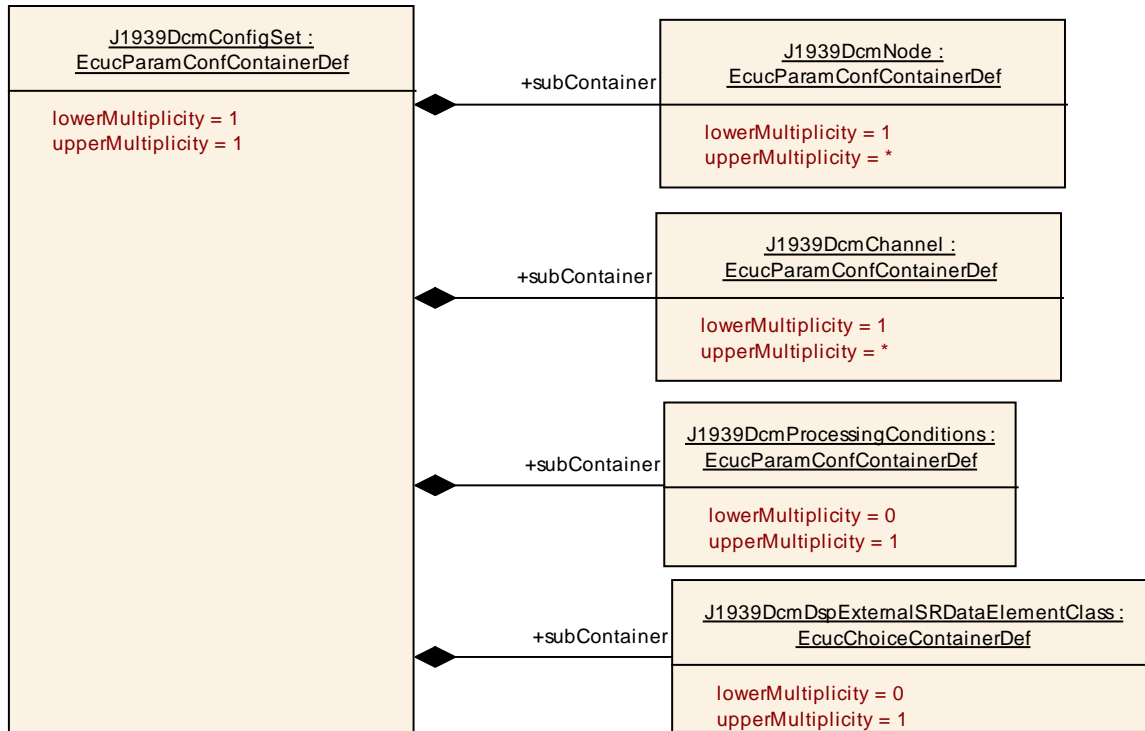 J1939DcmConfigSet :
EcucParamConfContainerDef
lowerMultiplicity = 1
upperMultiplicity = 1
+subContainer
J1939DcmNode :
EcucParamConfContainerDef
lowerMultiplicity = 1
upperMultiplicity = *
+subContainer
J1939DcmChannel :
EcucParamConfContainerDef
lowerMultiplicity = 1
upperMultiplicity = *
+subContainer
J1939DcmProcessingConditions :
EcucParamConfContainerDef
lowerMultiplicity = 0
upperMultiplicity = 1
+subContainer
J1939DcmDspExternalSRDataElementClass :
EcucChoiceContainerDef
lowerMultiplicity = 0
upperMultiplicity = 1